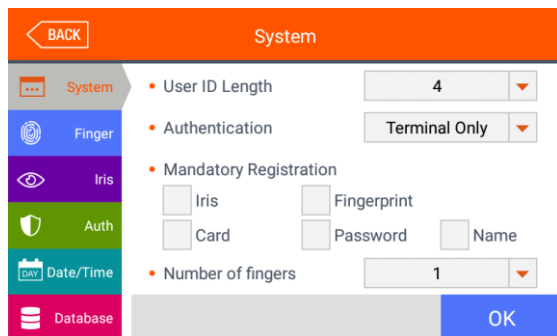 BACK
System
System
Finger
Iris
Auth
DAY Date/Time
Database
• User ID Length 4
• Authentication Terminal Only
• Mandatory Registration
Iris Fingerprint
Card Password Name
• Number of fingers 1
OK